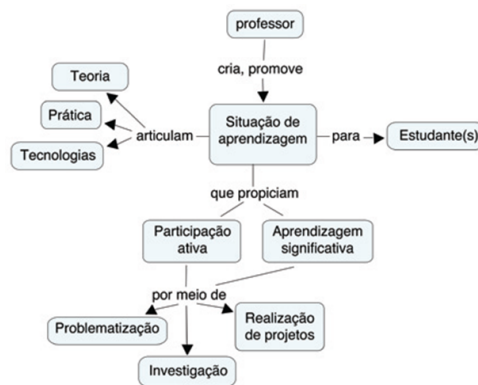 professor
cria, promove
Teoria
Prática
Tecnologias
articulam
Situação de
aprendizagem
para
Estudante(s)
que propiciam
Participação
ativa
Aprendizagem
significativa
por meio de
Problematização
Realização
de projetos
Investigação